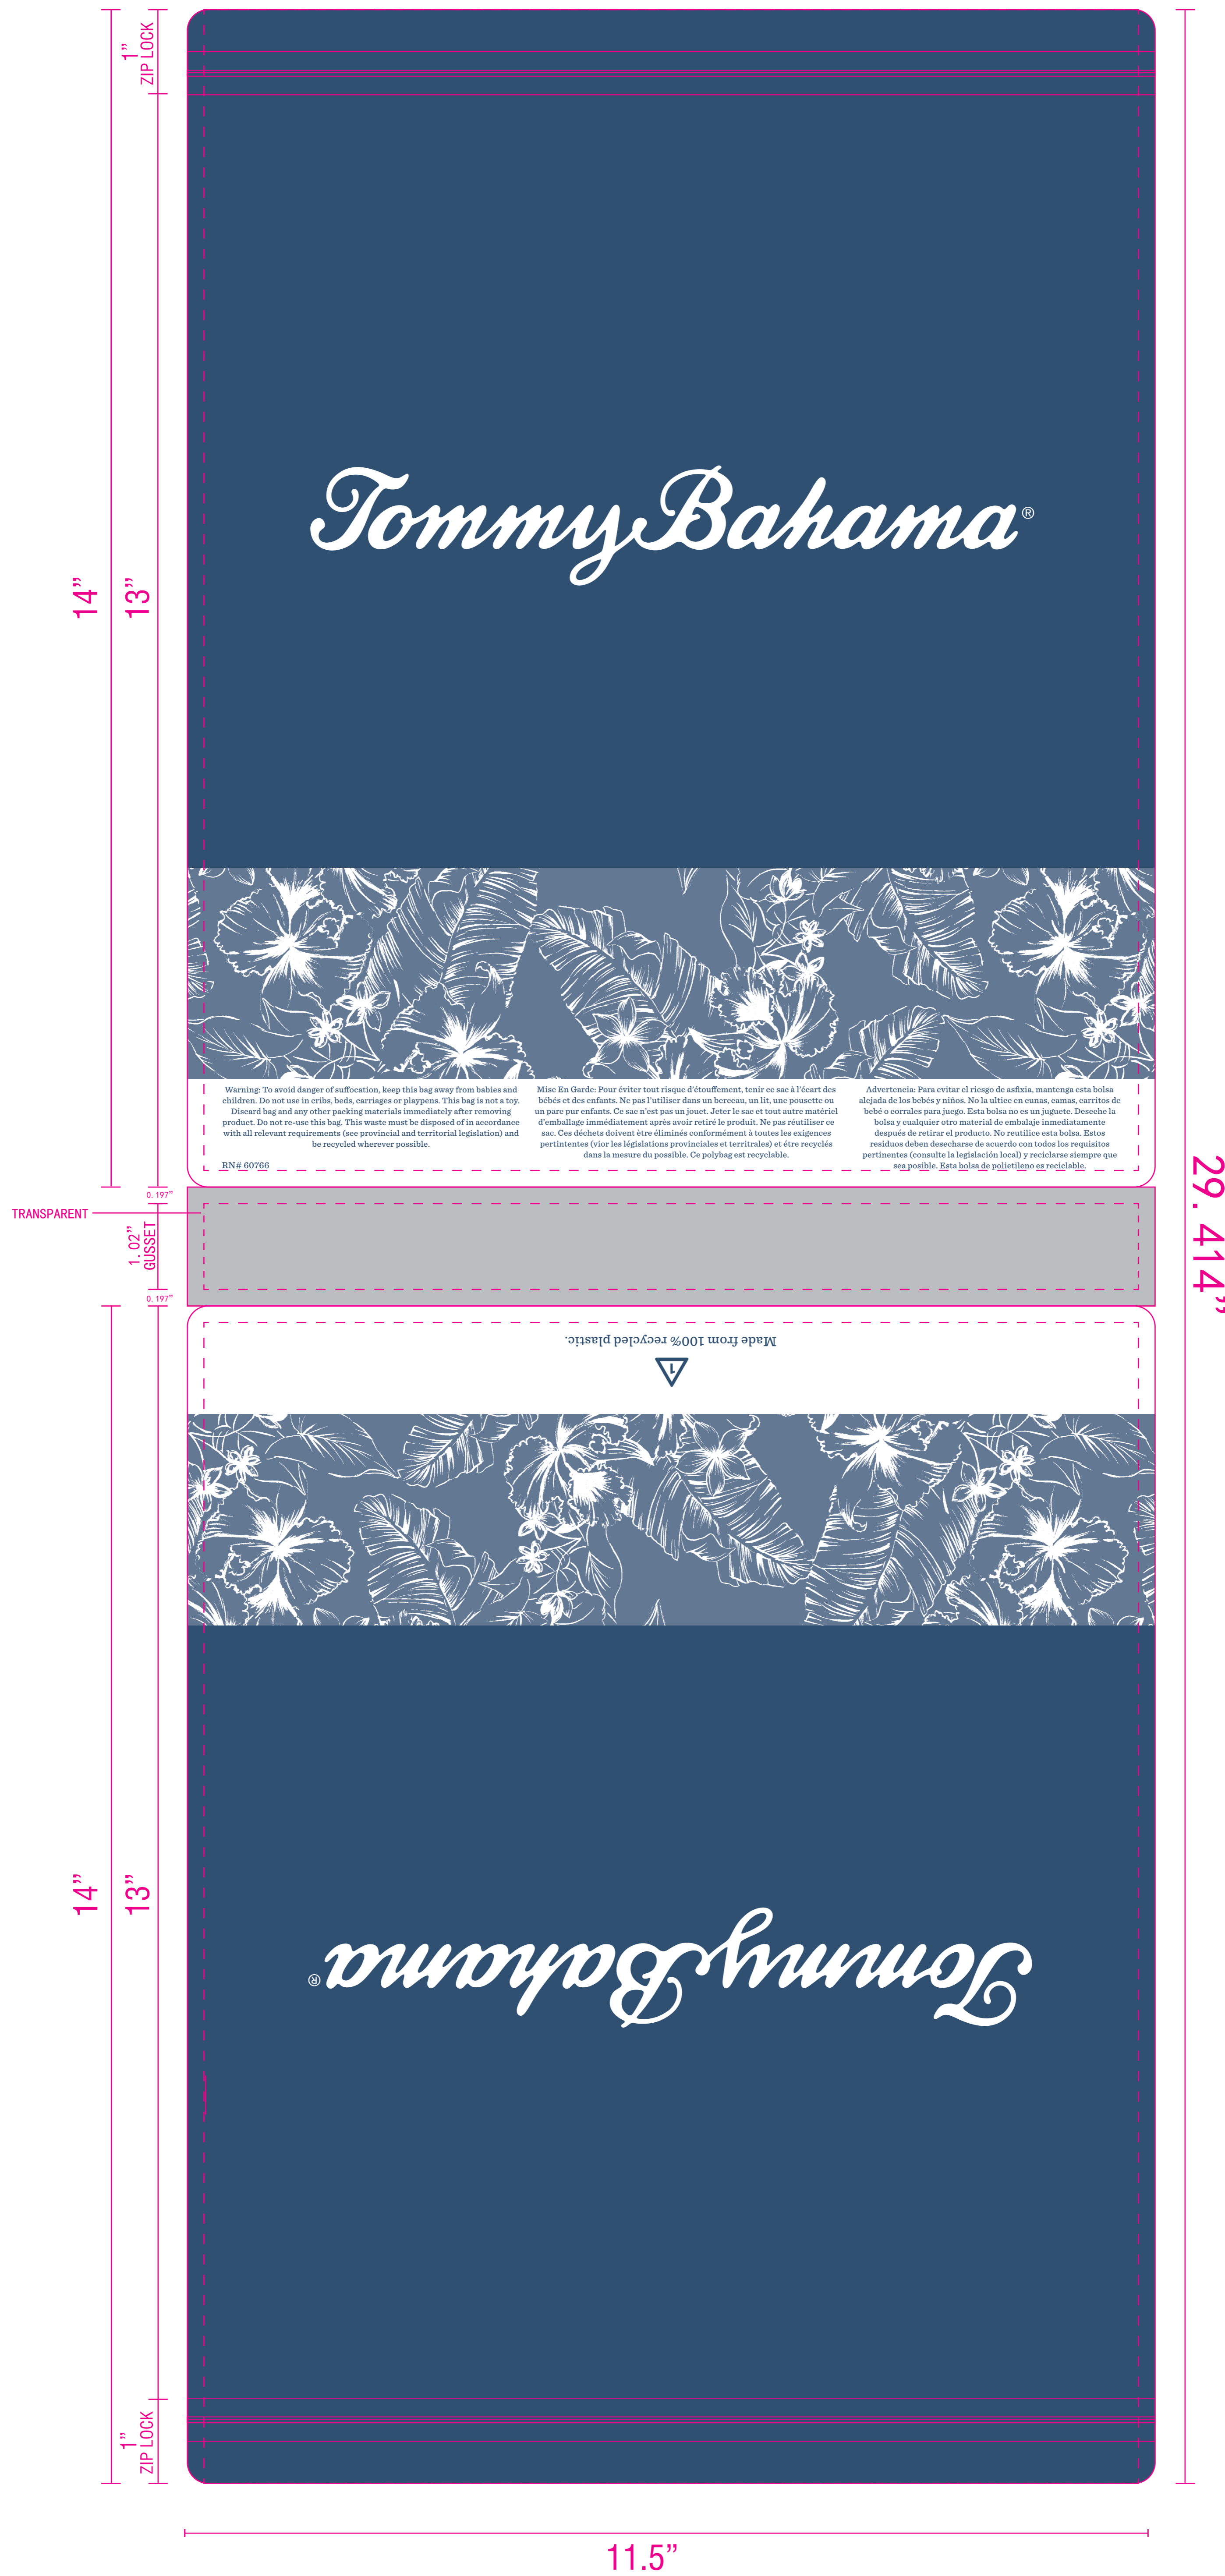 1”
ZIP LOCK
14”
13”
Tommy Bahama®
Warning: To avoid danger of suffocation, keep this bag away from babies and
children. Do not use in cribs, beds, carriages or playpens. This bag is not a toy.
Discard bag and any other packing materials immediately after removing
product. Do not re-use this bag. This waste must be disposed of in accordance
with all relevant requirements (see provincial and territorial legislation) and
be recycled wherever possible.
RN# 60766
Mise En Garde: Pour éviter tout risque d’étouffement, tenir ce sac à l’écart des
bébés et des enfants. Ne pas l’utiliser dans un berceau, un lit, une pousette ou
un parc pur enfants. Ce sac n’est pas un jouet. Jeter le sac et tout autre matériel
d’emballage immédiatement après avoir retiré le produit. Ne pas réutiliser ce
sac. Ces déchets doivent ètre éliminés conformément à toutes les exigences
pertintentes (vior les législations provinciales et territrales) et étre recyclés
dans la mesure du possible. Ce polybag est recyclable.
Advertencia: Para evitar el riesgo de asfixia, mantenga esta bolsa
alejada de los bebés y niños. No la ultice en cunas, camas, carritos de
bebé o corrales para juego. Esta bolsa no es un juguete. Deseche la
bolsa y cualquier otro material de embalaje inmediatamente
después de retirar el producto. No reutilice esta bolsa. Estos
residuos deben desecharse de acuerdo con todos los requisitos
pertinentes (consulte la legislación local) y reciclarse siempre que
sea posible. Esta bolsa de polietileno es reciclable.
0. 197”
TRANSPARENT
1. 02”
GUSSET
0. 197”
29. 414”
Made from 100% recycled plastic.
1
14”
13”
Tommy Bahama®
1”
ZIP LOCK
11.5”